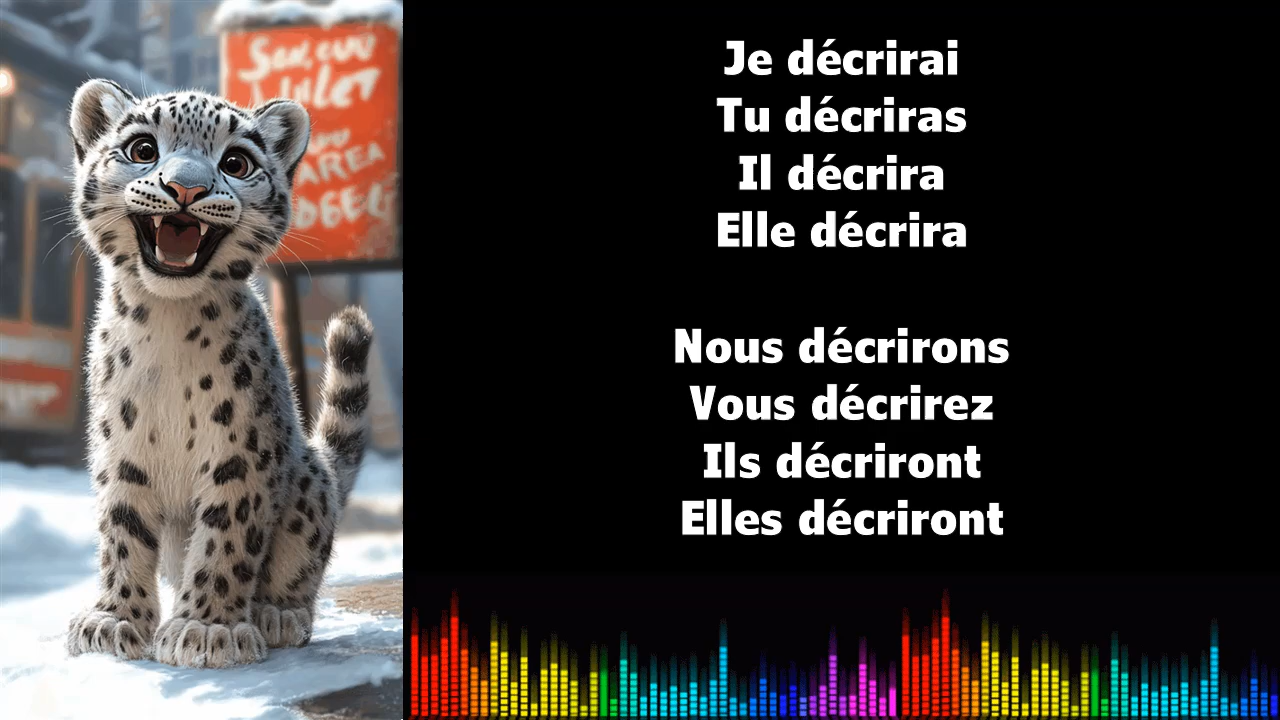 Je décrirai
Tu décriras
Il décrira
Elle décrira
Nous décrirons
Vous décrirez
Ils décriront
Elles décriront